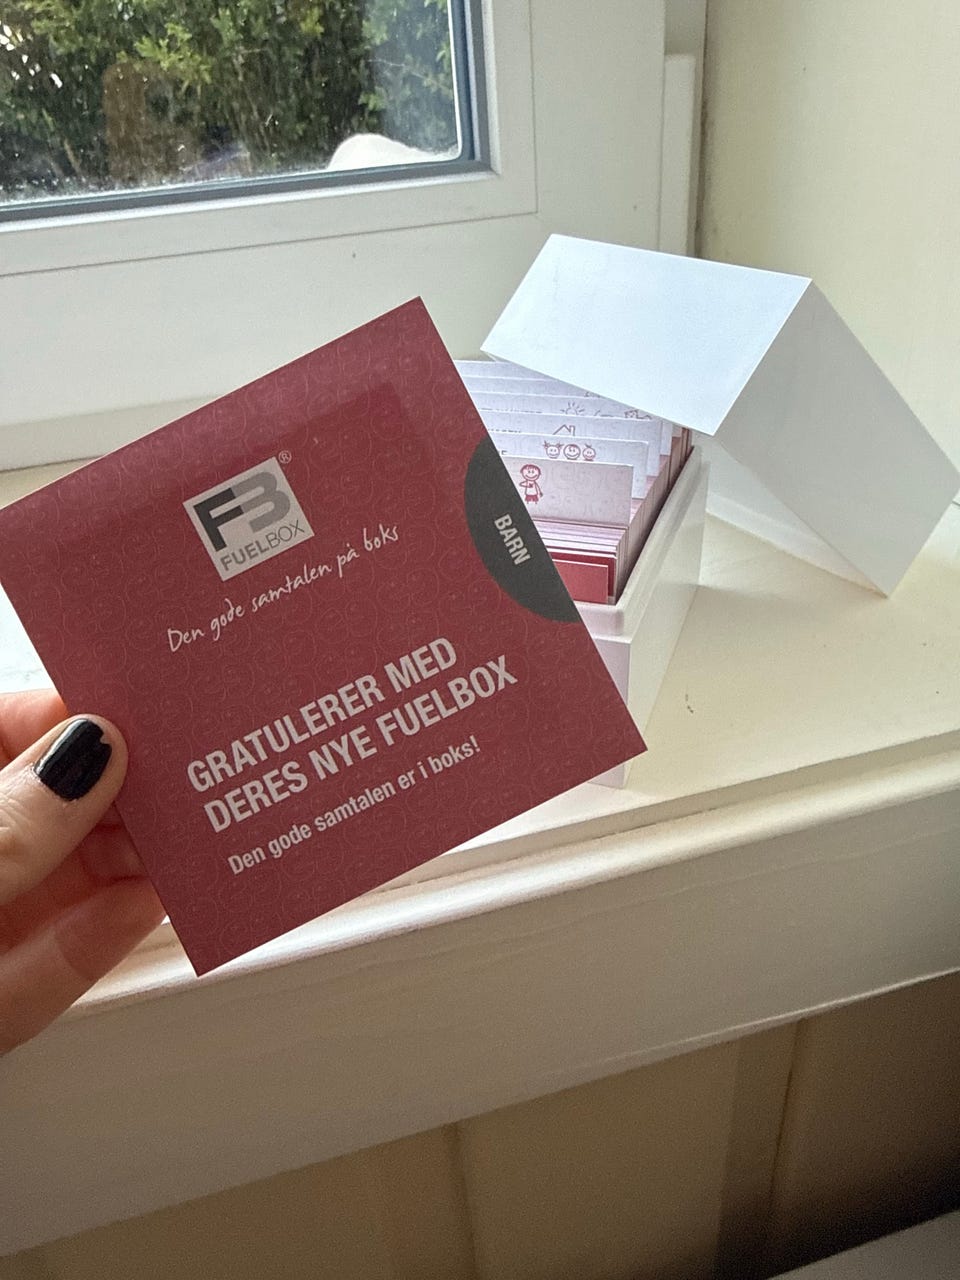 FB®
FUELBOX
Den gode samtalen på boks
BARN
GRATULERER MED
DERES NYE FUELBOX
Den gode samtalen er i boks!